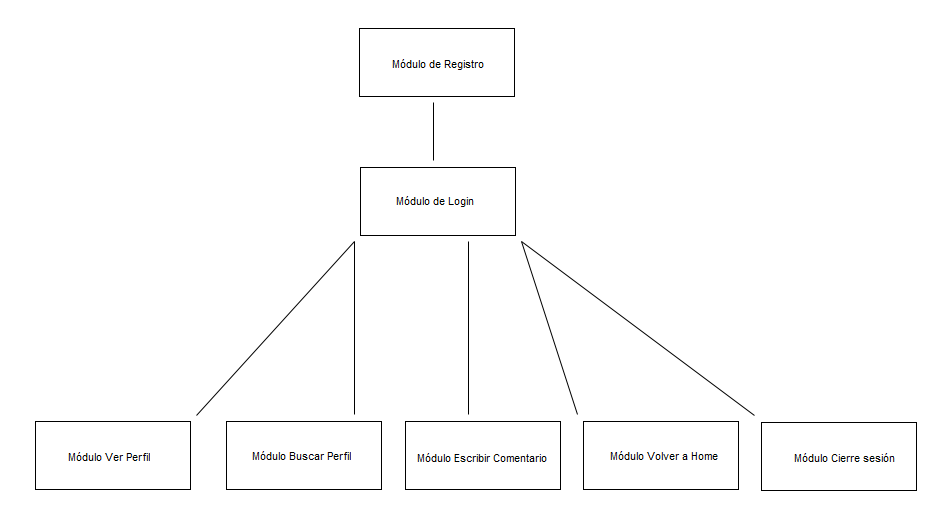 Módulo de Registro
Módulo de Login
Módulo Ver Perfil
Módulo Buscar Perfil
Módulo Escribir Comentario
Módulo Volver a Home
Módulo Cierre sesión